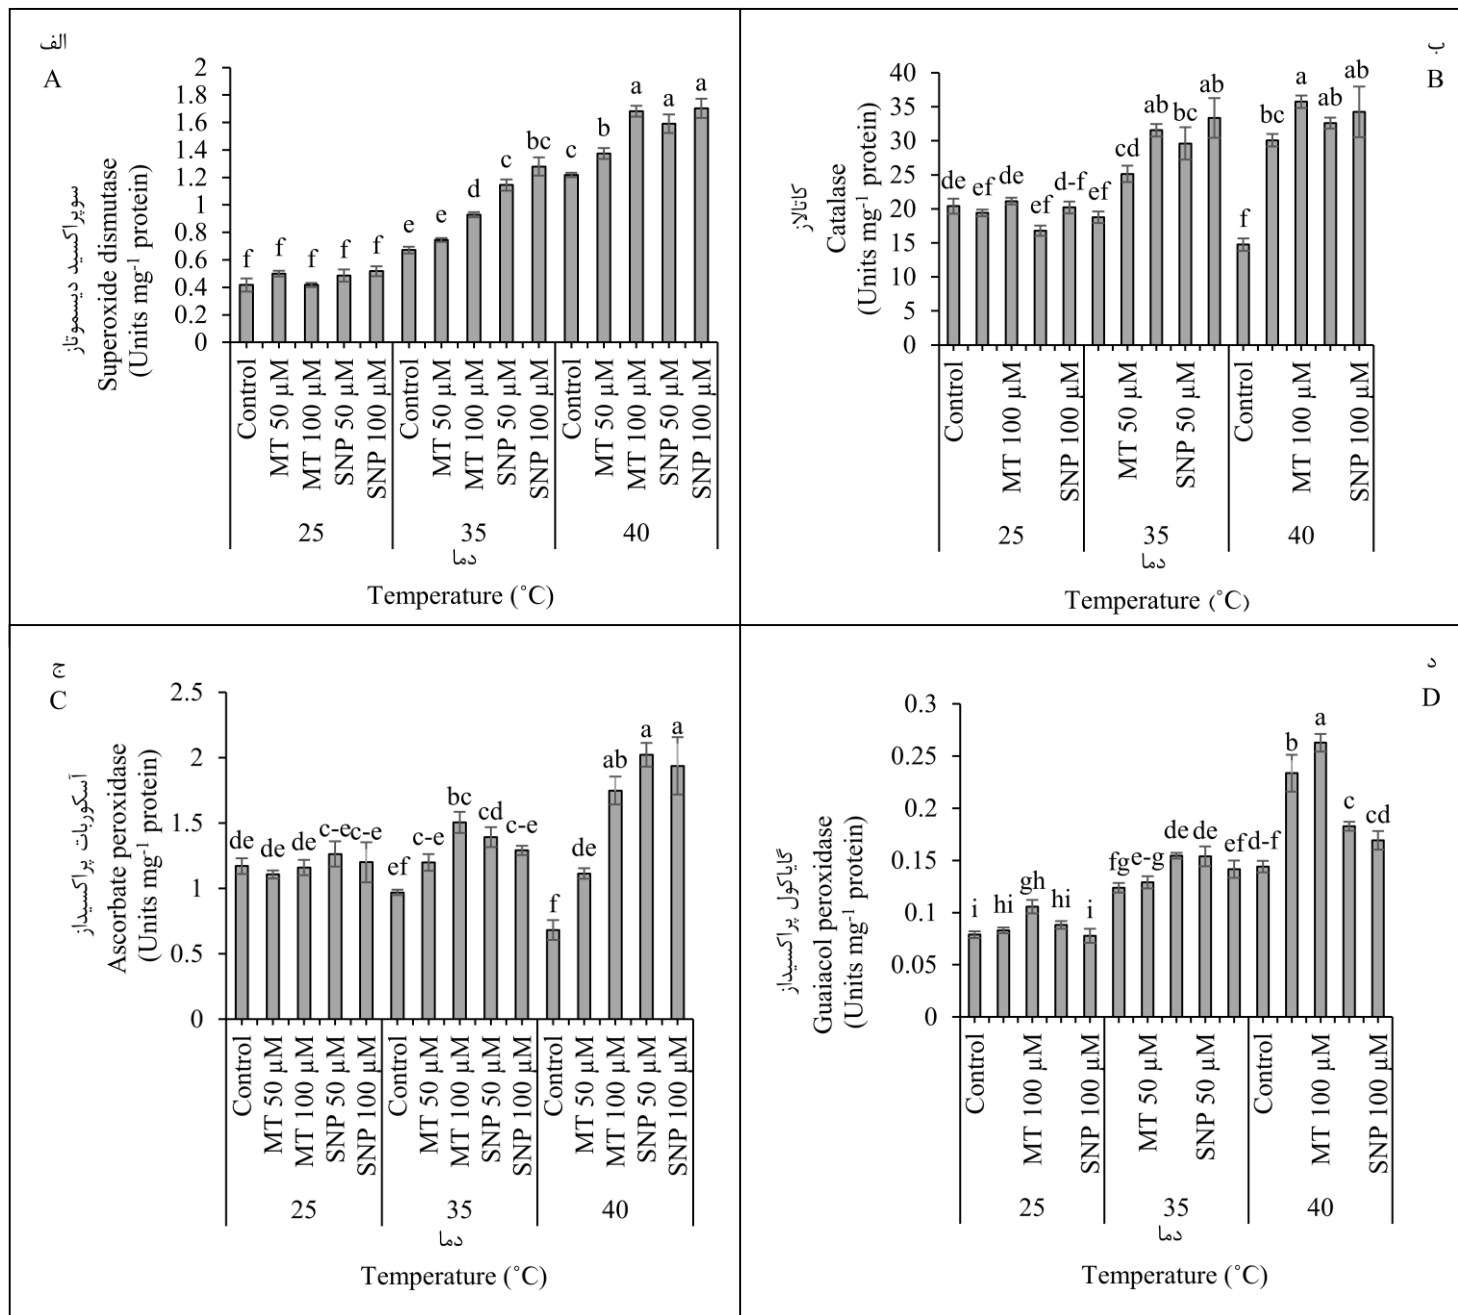 الف
A
سوپراکسید دیسموتاز
Superoxide dismutase
(Units mg⁻¹ protein)
2
1.8
1.6
1.4
1.2
1
0.8
0.6
0.4
0.2
0
f f f f f e e d c bc c b a a a
Control MT 50 µM MT 100 µM SNP 50 µM SNP 100 µM Control MT 50 µM MT 100 µM SNP 50 µM SNP 100 µM Control MT 50 µM MT 100 µM SNP 50 µM SNP 100 µM
25 35 40
دما
Temperature (˚C)
ب
B
کاتالاز
Catalase
(Units mg⁻¹ protein)
40
35
30
25
20
15
10
5
0
de ef de ef d-f ef cd ab bc ab f bc a ab ab
Control MT 100 µM SNP 100 µM MT 50 µM SNP 50 µM Control MT 100 µM SNP 100 µM
25 35 40
دما
Temperature (˚C)
ج
C
آسکوربات پراکسیداز
Ascorbate peroxidase
(Units mg⁻¹ protein)
2.5
2
1.5
1
0.5
0
de de de c-e c-e ef c-e bc cd c-e f de ab a a
Control MT 50 µM MT 100 µM SNP 50 µM SNP 100 µM Control MT 50 µM MT 100 µM SNP 50 µM SNP 100 µM Control MT 50 µM MT 100 µM SNP 50 µM SNP 100 µM
25 35 40
دما
Temperature (˚C)
د
D
گایاکول پراکسیداز
Guaiacol peroxidase
(Units mg⁻¹ protein)
0.3
0.25
0.2
0.15
0.1
0.05
0
i hi gh hi i fg e-g de de ef d-f b a c cd
Control MT 100 µM SNP 100 µM MT 50 µM SNP 50 µM Control MT 100 µM SNP 100 µM
25 35 40
دما
Temperature (˚C)